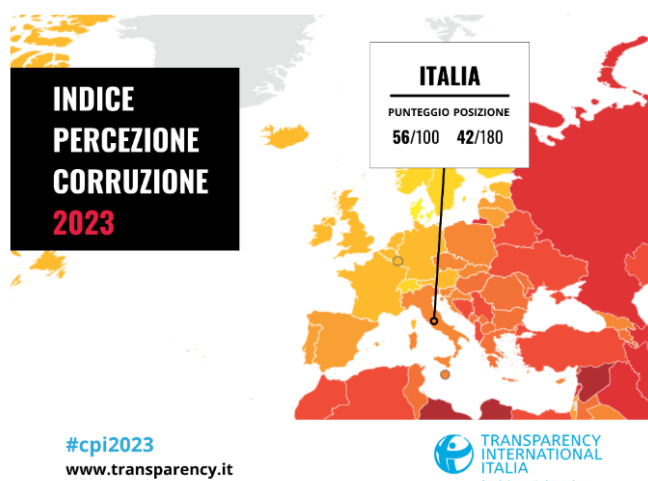 INDICE
PERCEZIONE
CORRUZIONE
2023
ITALIA
PUNTEGGIO POSIZIONE
56/100 42/180
#cpi2023
www.transparency.it
TRANSPARENCY
INTERNATIONAL
ITALIA